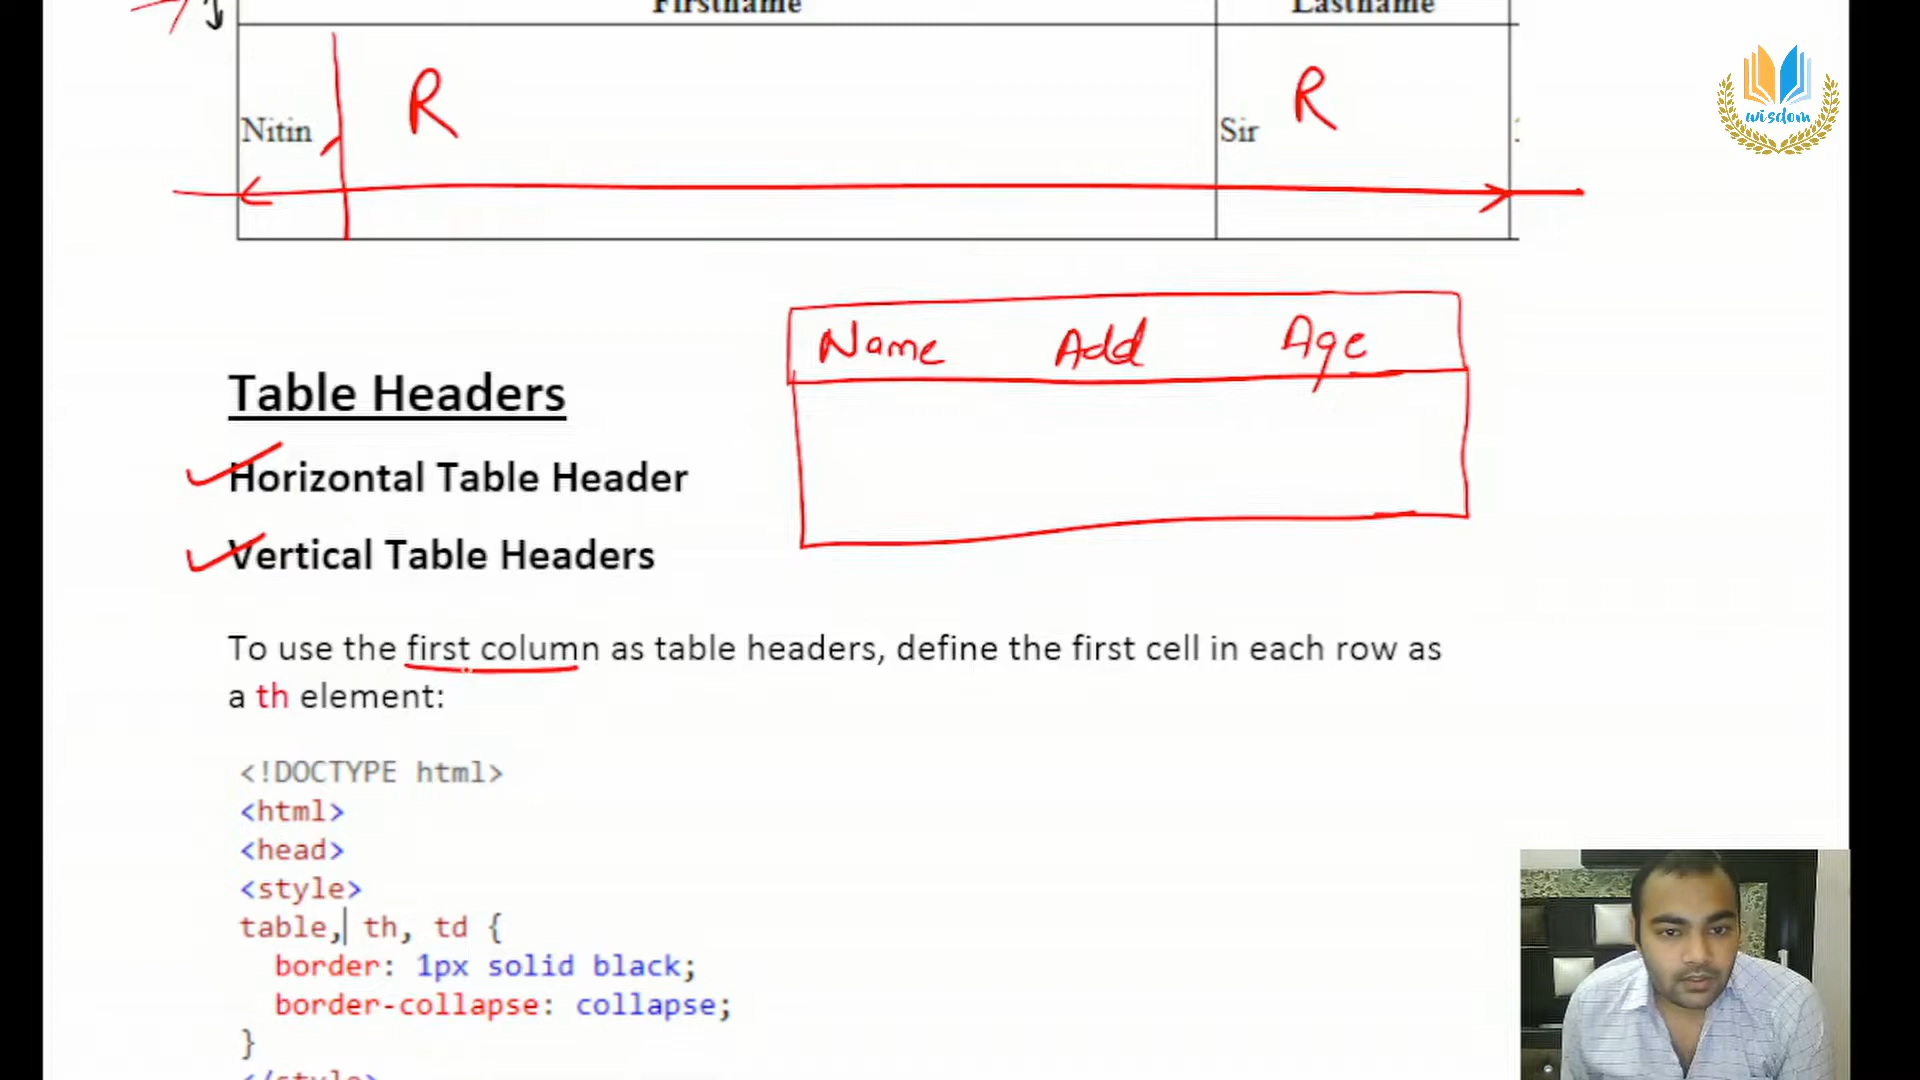 Firstname Lastname
Nitin R Sir R
wisdom
Name Add Age
Table Headers
Horizontal Table Header
Vertical Table Headers
To use the first column as table headers, define the first cell in each row as
a th element:
<!DOCTYPE html>
<html>
<head>
<style>
table, th, td {
border: 1px solid black;
border-collapse: collapse;
}
</style>